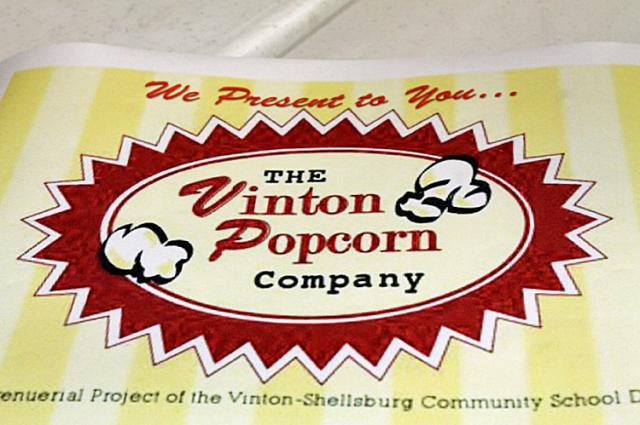 We Present to You...
THE
Vinton
Popcorn
Company
Project of the Vinton-Shellsburg Community School